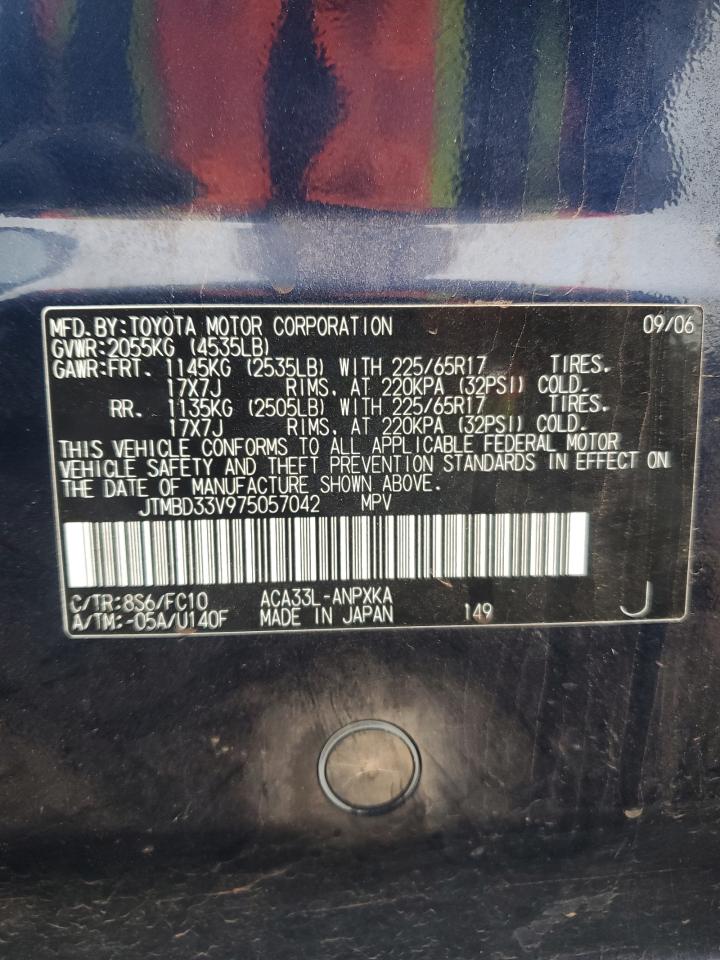 MFD.BY:TOYOTA MOTOR CORPORATION 09/06
GVWR:2055KG (4535LB)
GAWR:FRT. 1145KG (2535LB) WITH 225/65R17 TIRES.
17X7J RIMS, AT 220KPA (32PSI) COLD.
RR. 1135KG (2505LB) WITH 225/65R17 TIRES.
17X7J RIMS, AT 220KPA (32PSI) COLD.
THIS VEHICLE CONFORMS TO ALL APPLICABLE FEDERAL MOTOR
VEHICLE SAFETY AND THEFT PREVENTION STANDARDS IN EFFECT ON
THE DATE OF MANUFACTURE SHOWN ABOVE.
JTMBD33V975057042 MPV
C/TR:8S6/FC10 ACA33L-ANPXKA
A/TM:-05A/U140F MADE IN JAPAN 149 J